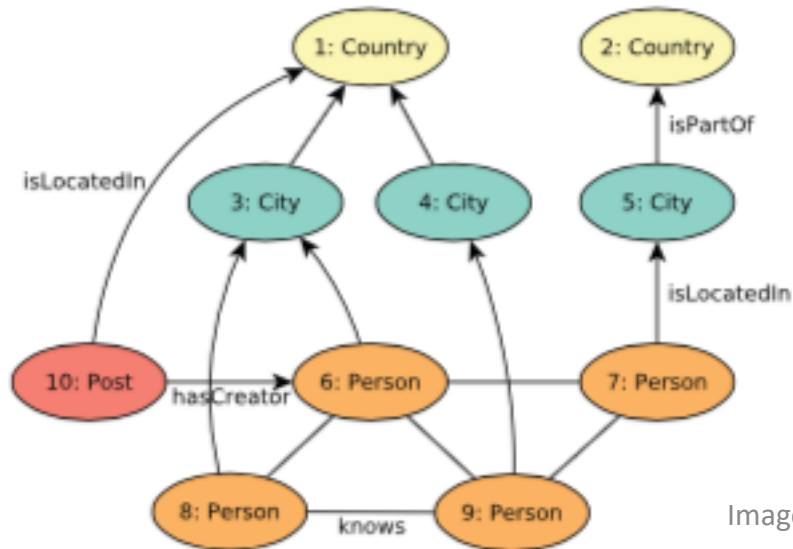 1: Country
2: Country
isPartOf
isLocatedIn
3: City
4: City
5: City
isLocatedIn
10: Post
hasCreator
6: Person
7: Person
8: Person
knows
9: Person
Image